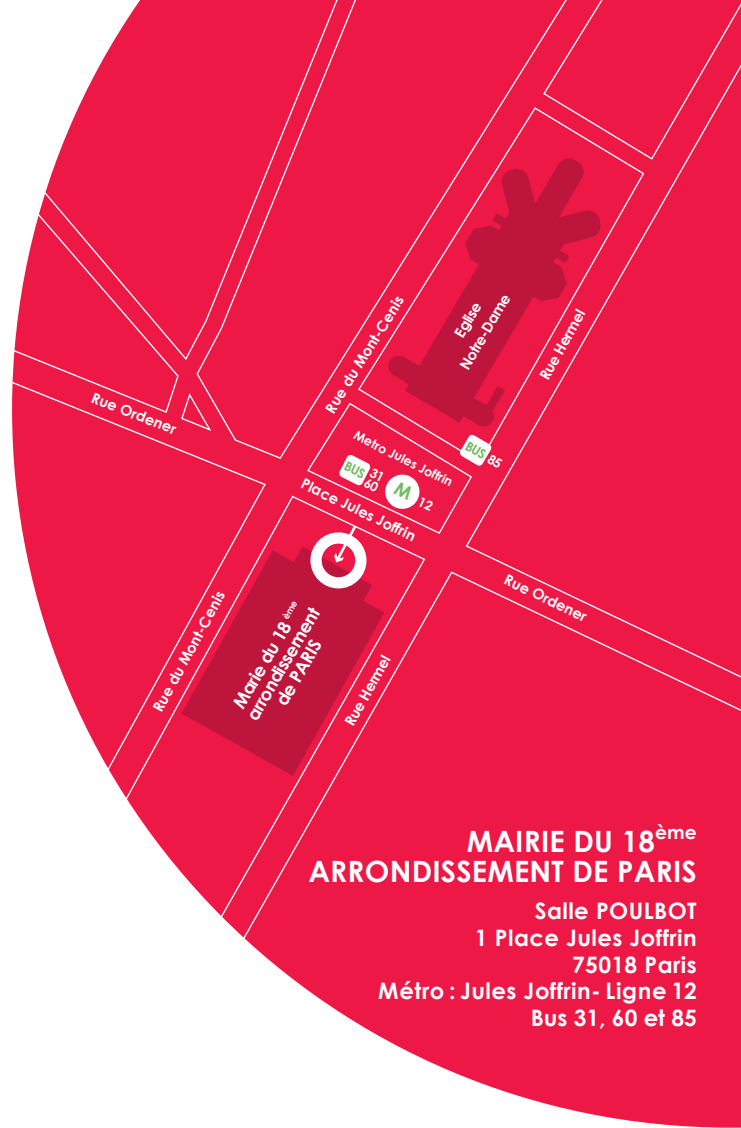 Rue du Mont-Cenis
Eglise
Notre-Dame
Rue Hermel
Rue Ordener
Metro Jules Joffrin
BUS 85
BUS 31
60
M 12
Place Jules Joffrin
Rue Ordener
Rue du Mont-Cenis
Marie du 18 ème
arrondissement
de PARIS
Rue Hermel
MAIRIE DU 18ème
ARRONDISSEMENT DE PARIS
Salle POULBOT
1 Place Jules Joffrin
75018 Paris
Métro : Jules Joffrin- Ligne 12
Bus 31, 60 et 85